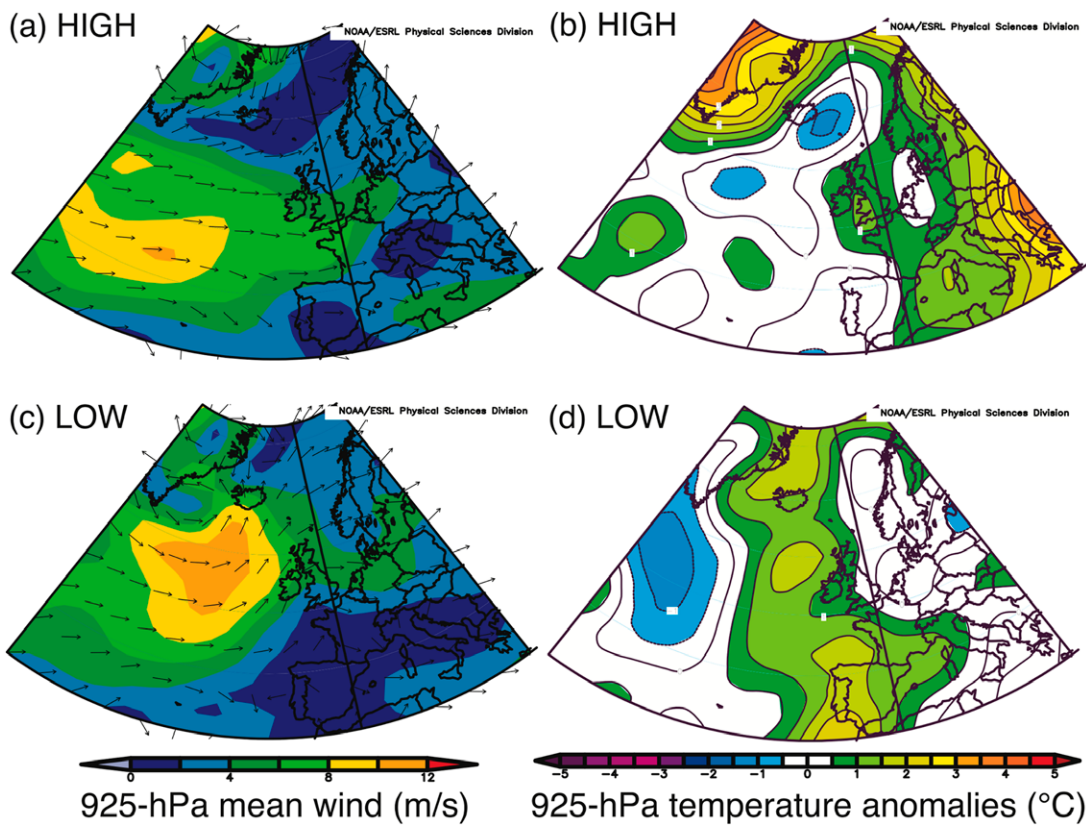 (a) HIGH
NOAA/ESRL Physical Sciences Division
(b) HIGH
NOAA/ESRL Physical Sciences Division
(c) LOW
NOAA/ESRL Physical Sciences Division
(d) LOW
NOAA/ESRL Physical Sciences Division
0 4 8 12
925-hPa mean wind (m/s)
-5 -4 -3 -2 -1 0 1 2 3 4 5
925-hPa temperature anomalies (°C)